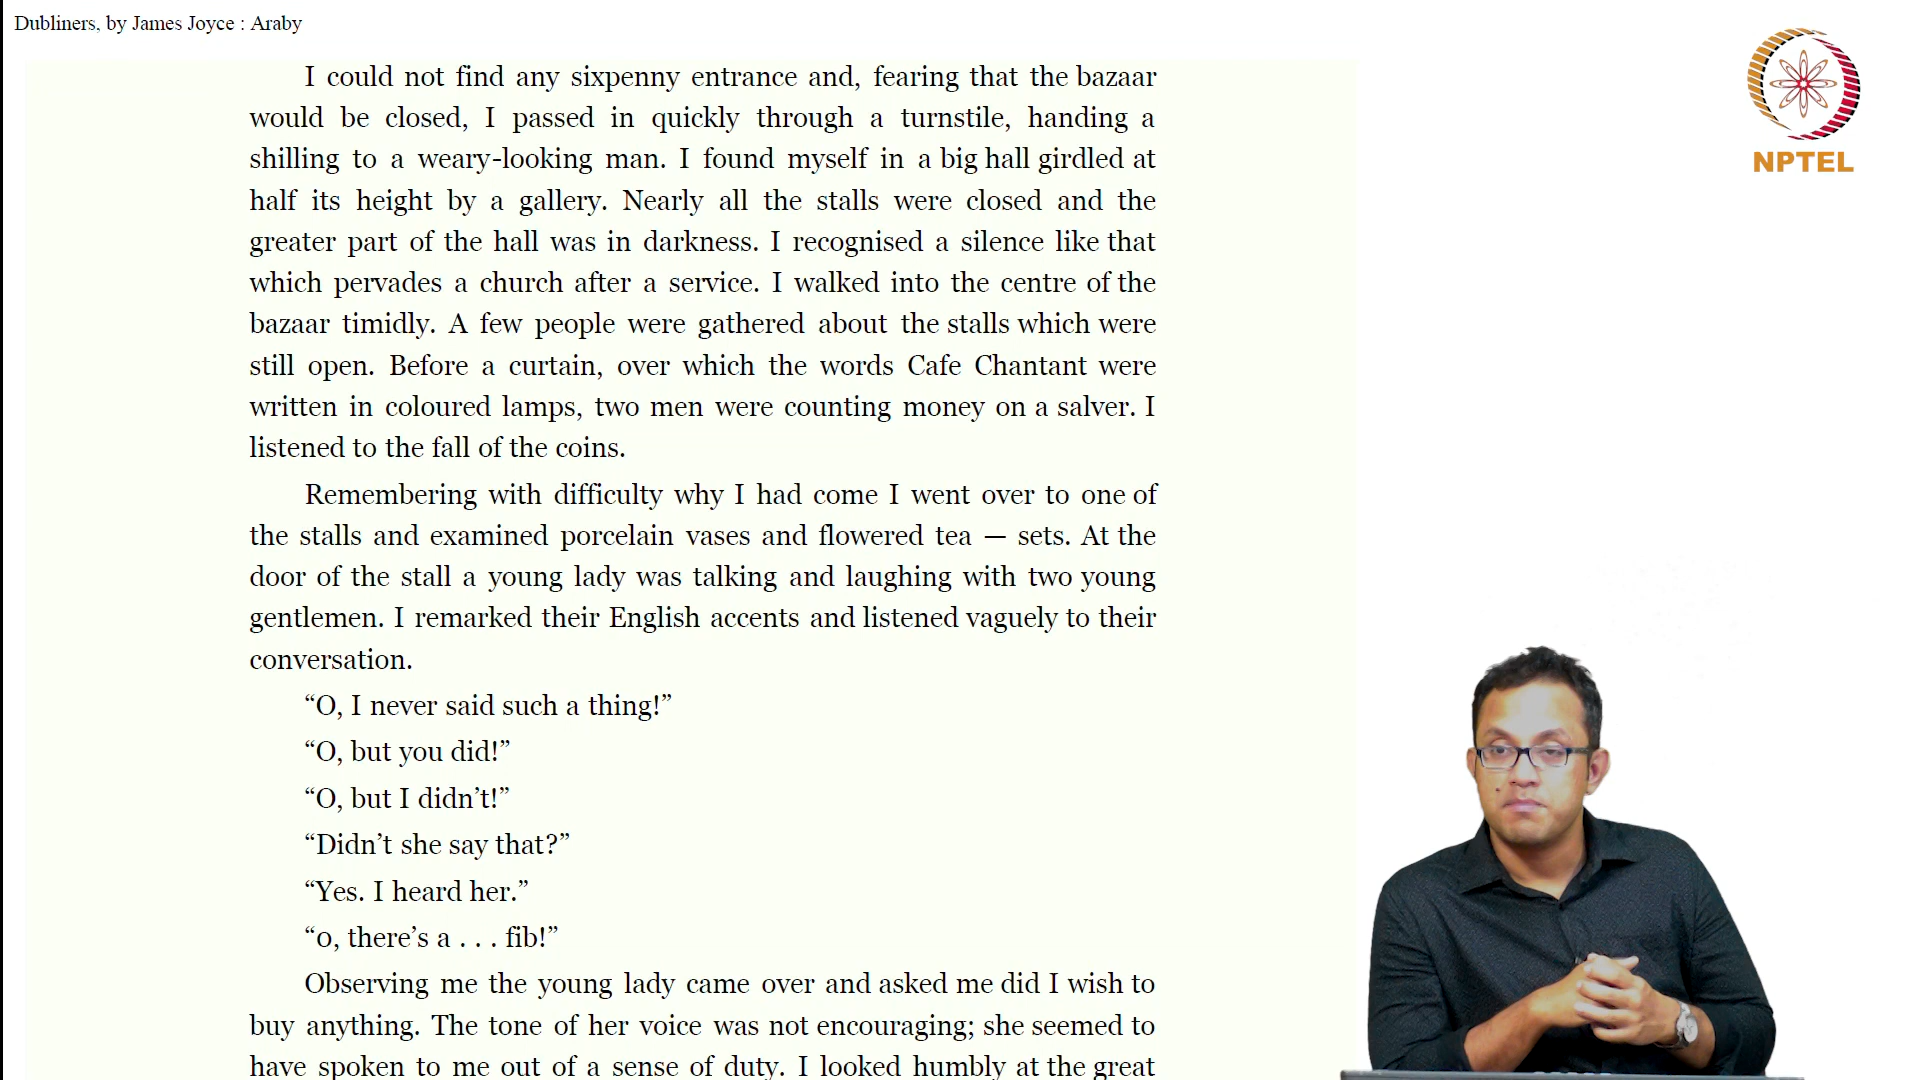 Dubliners, by James Joyce : Araby
NPTEL
I could not find any sixpenny entrance and, fearing that the bazaar
would be closed, I passed in quickly through a turnstile, handing a
shilling to a weary-looking man. I found myself in a big hall girdled at
half its height by a gallery. Nearly all the stalls were closed and the
greater part of the hall was in darkness. I recognised a silence like that
which pervades a church after a service. I walked into the centre of the
bazaar timidly. A few people were gathered about the stalls which were
still open. Before a curtain, over which the words Cafe Chantant were
written in coloured lamps, two men were counting money on a salver. I
listened to the fall of the coins.
Remembering with difficulty why I had come I went over to one of
the stalls and examined porcelain vases and flowered tea — sets. At the
door of the stall a young lady was talking and laughing with two young
gentlemen. I remarked their English accents and listened vaguely to their
conversation.
“O, I never said such a thing!”
“O, but you did!”
“O, but I didn’t!”
“Didn’t she say that?”
“Yes. I heard her.”
“o, there’s a . . . fib!”
Observing me the young lady came over and asked me did I wish to
buy anything. The tone of her voice was not encouraging; she seemed to
have spoken to me out of a sense of duty. I looked humbly at the great